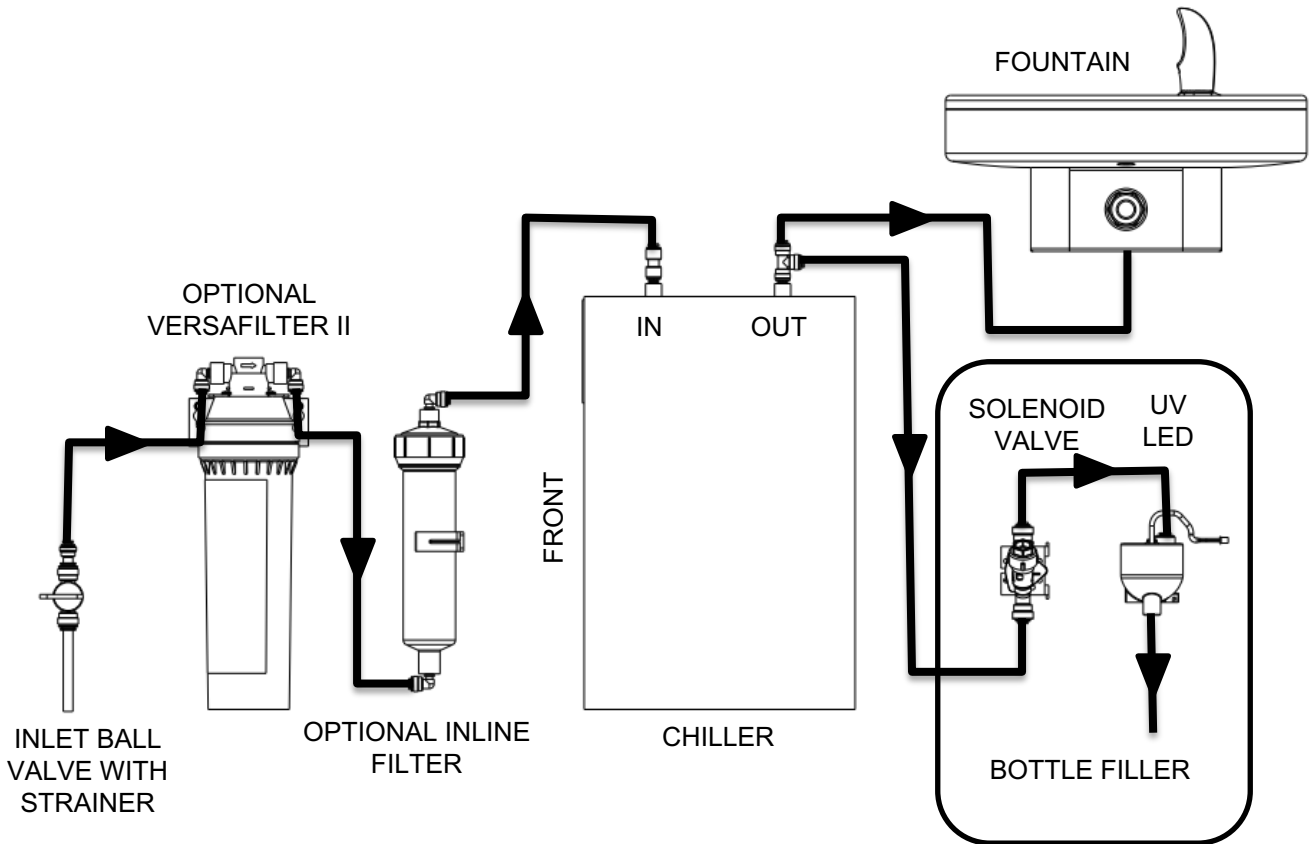 FOUNTAIN
OPTIONAL
VERSAFILTER II
IN
OUT
SOLENOID
VALVE
UV
LED
FRONT
INLET BALL
VALVE WITH
STRAINER
OPTIONAL INLINE
FILTER
CHILLER
BOTTLE FILLER